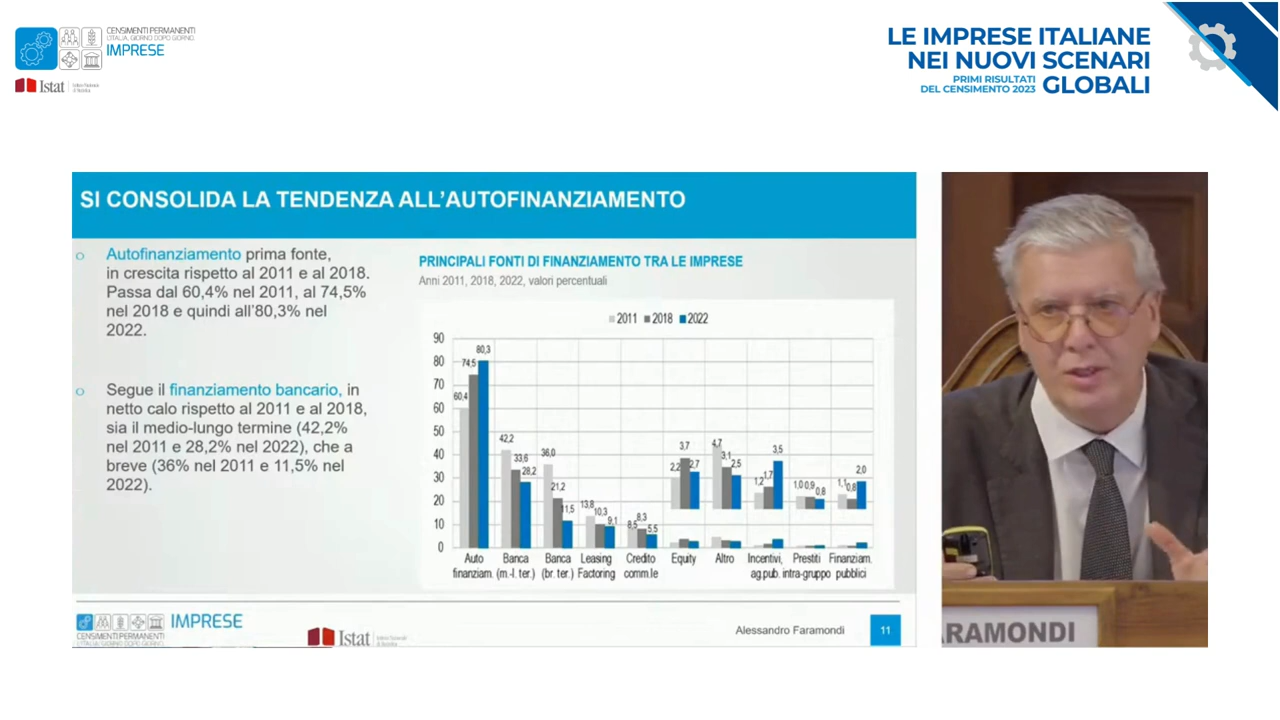 CENSIMENTI PERMANENTI
L'ITALIA, GIORNO DOPO GIORNO.
IMPRESE
Istat
LE IMPRESE ITALIANE
NEI NUOVI SCENARI
PRIMI RISULTATI
DEL CENSIMENTO 2023
GLOBALI
SI CONSOLIDA LA TENDENZA ALL'AUTOFINANZIAMENTO
Autofinanziamento prima fonte,
in crescita rispetto al 2011 e al 2018.
Passa dal 60,4% nel 2011, al 74,5%
nel 2018 e quindi all'80,3% nel
2022.
Segue il finanziamento bancario, in
netto calo rispetto al 2011 e al 2018,
sia il medio-lungo termine (42,2%
nel 2011 e 28,2% nel 2022), che a
breve (36% nel 2011 e 11,5% nel
2022).
PRINCIPALI FONTI DI FINANZIAMENTO TRA LE IMPRESE
Anni 2011, 2018, 2022, valori percentuali
2011 2018 2022
90
80
70
60
50
40
30
20
10
0
60,4 74,5 80,3
42,2 33,6 28,2
36,0 21,2 11,5
13,8 10,3 9,1
8,5 8,3 5,5
2,2 3,7 2,7
4,7 3,1 2,5
1,2 1,7 3,5
1,0 0,9 0,8
1,1 0,8 2,0
Auto Banca Banca Leasing Credito Equity Altro Incentivi, Prestiti Finanziam.
finanziam. (m.-l. ter.) (br. ter.) Factoring comm.le ag.pub. intra-gruppo pubblici
IMPRESE
CENSIMENTI PERMANENTI
L'ITALIA, GIORNO DOPO GIORNO.
Istat
Alessandro Faramondi
11
ARAMONDI